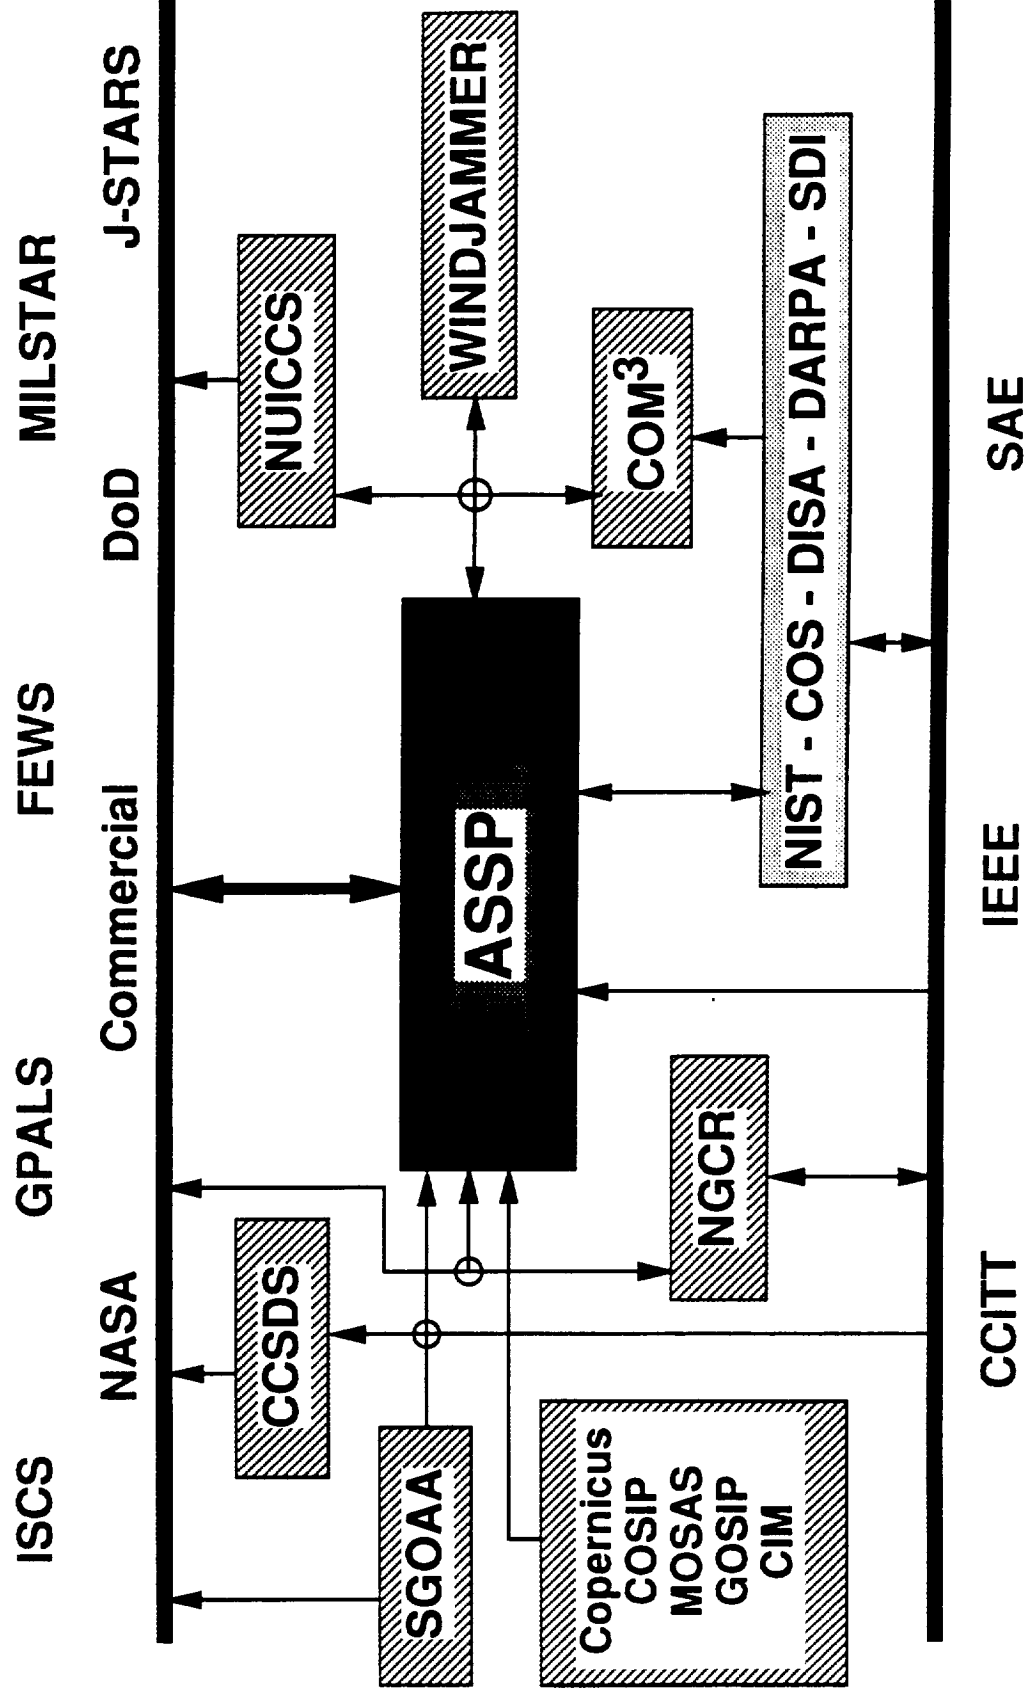 ISCS GPALS FEWS MILSTAR
NASA Commercial DoD J-STARS
CCSDS NUICCS
SGOAA ASSP WINDJAMMER
Copernicus
COSIP
MOSAS
GOSIP
CIM
NGCR COM³
NIST - COS - DISA - DARPA - SDI
CCITT IEEE SAE